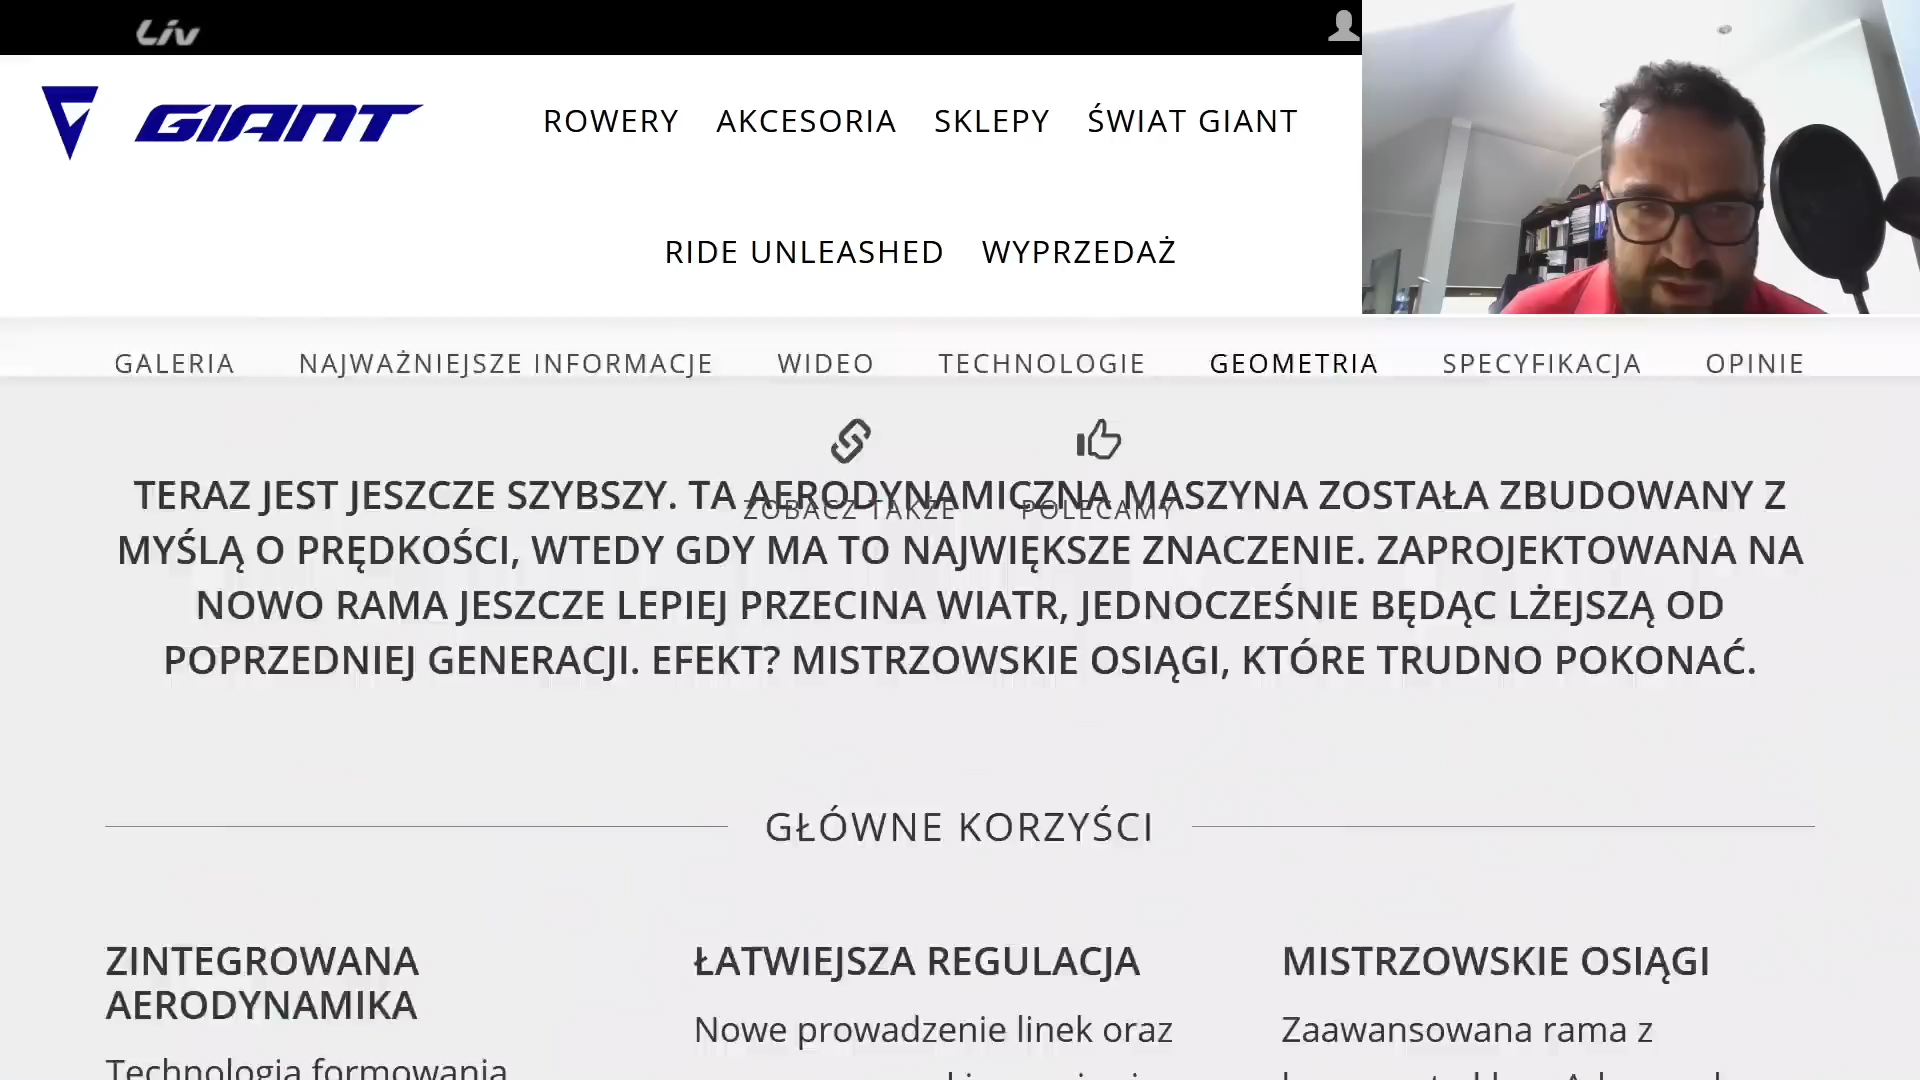 Liv
GIANT
ROWERY AKCESORIA SKLEPY ŚWIAT GIANT
RIDE UNLEASHED WYPRZEDAŻ
GALERIA NAJWAŻNIEJSZE INFORMACJE WIDEO TECHNOLOGIE GEOMETRIA SPECYFIKACJA OPINIE
TERAZ JEST JESZCZE SZYBSZY. TA AERODYNAMICZNA MASZYNA ZOSTAŁA ZBUDOWANY Z
ZOBACZ TAKŻE POLECAMY
MYŚLĄ O PRĘDKOŚCI, WTEDY GDY MA TO NAJWIĘKSZE ZNACZENIE. ZAPROJEKTOWANA NA
NOWO RAMA JESZCZE LEPIEJ PRZECINA WIATR, JEDNOCZEŚNIE BĘDĄC LŻEJSZĄ OD
POPRZEDNIEJ GENERACJI. EFEKT? MISTRZOWSKIE OSIĄGI, KTÓRE TRUDNO POKONAĆ.
GŁÓWNE KORZYŚCI
ZINTEGROWANA
AERODYNAMIKA
Technologia formowania
ŁATWIEJSZA REGULACJA
Nowe prowadzenie linek oraz
MISTRZOWSKIE OSIĄGI
Zaawansowana rama z